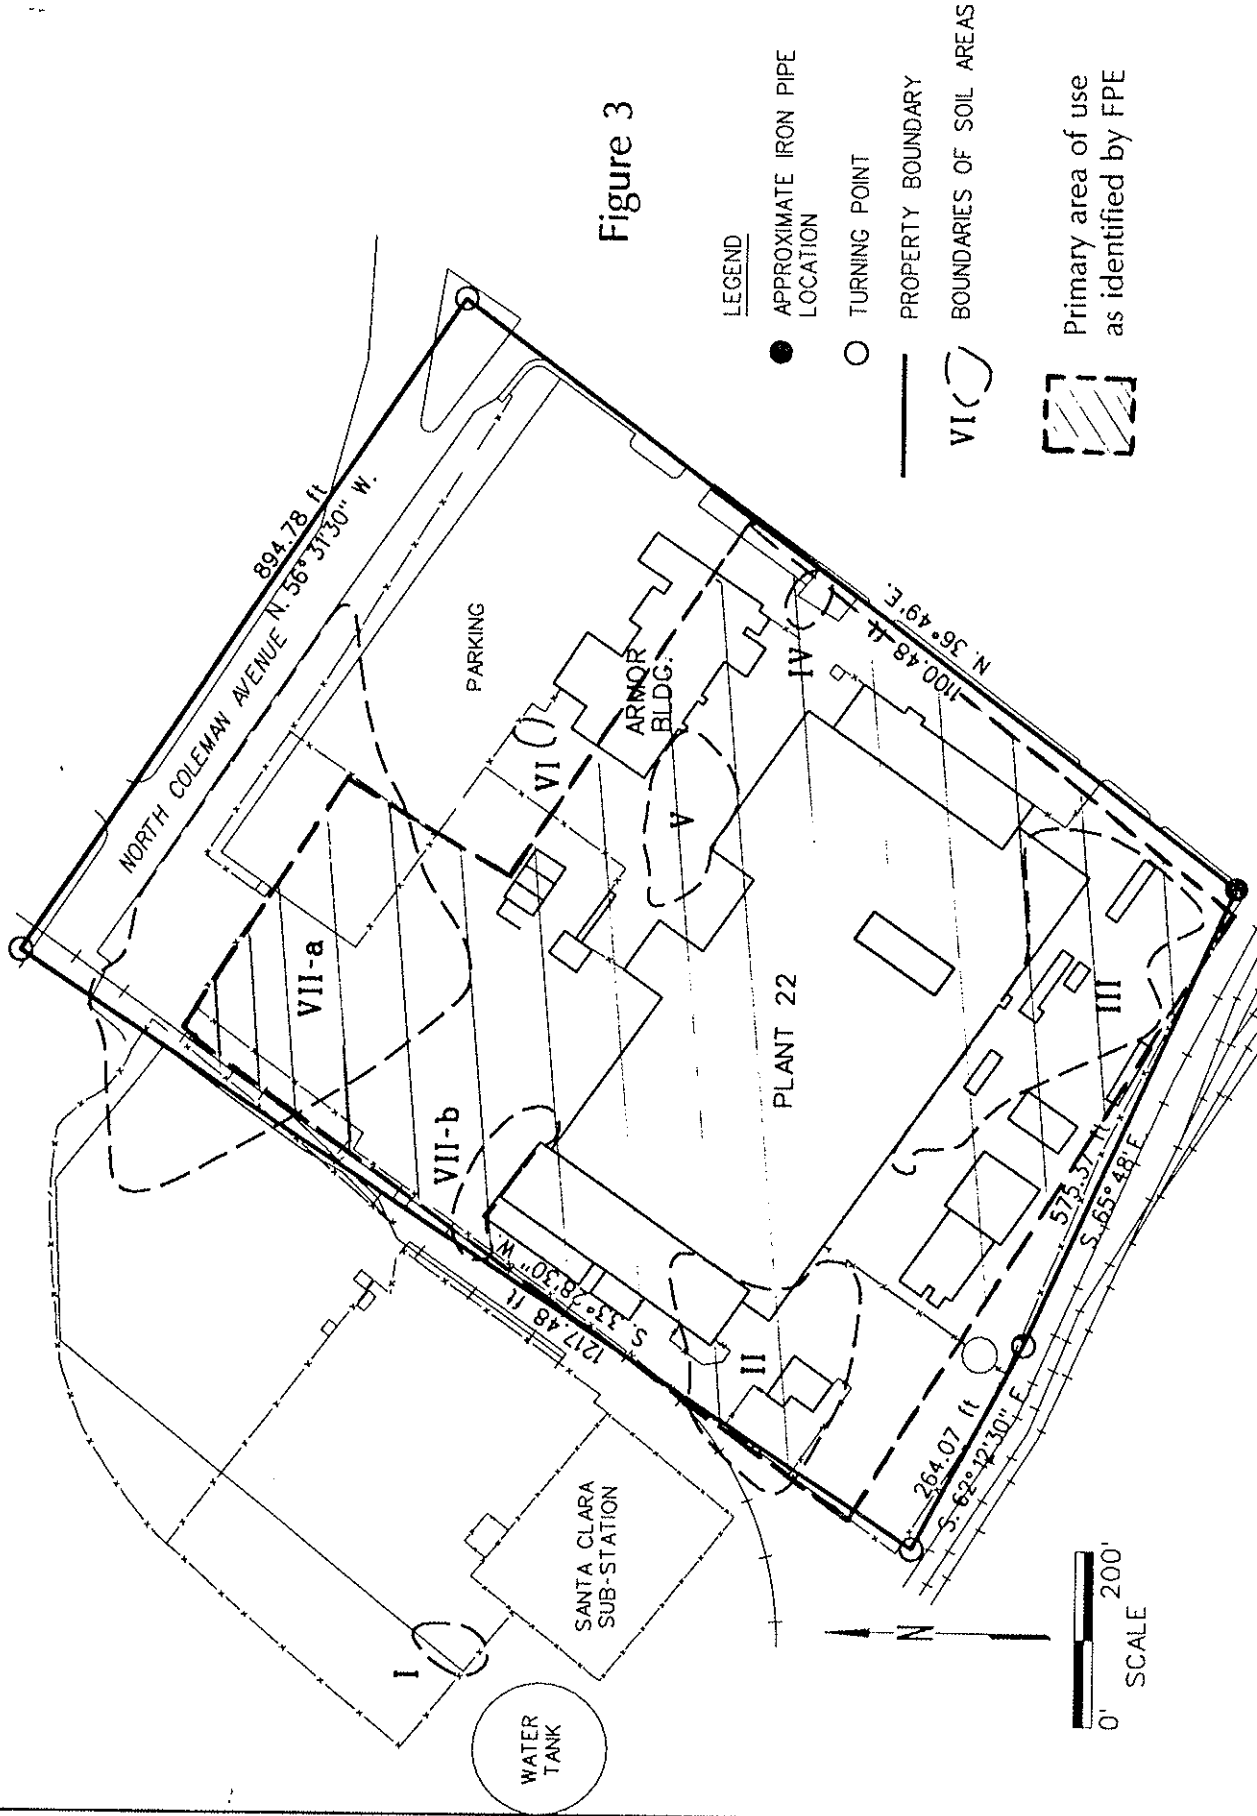 Figure 3
LEGEND
APPROXIMATE IRON PIPE
LOCATION
TURNING POINT
PROPERTY BOUNDARY
VI
BOUNDARIES OF SOIL AREAS
Primary area of use
as identified by FPE
894.78 ft
N. 56° 31'30" W.
NORTH COLEMAN AVENUE
PARKING
ARMOR
BLDG.
VI
IV
V
N. 36° 49' E.
1100.48 ft
VII-a
VII-b
PLANT 22
III
II
S. 33° 28'30" W.
1217.48 ft
575.37 ft
S. 65° 48' E.
264.07 ft
S. 62° 12'30" E
SANTA CLARA
SUB-STATION
I
WATER
TANK
N
0' 200'
SCALE